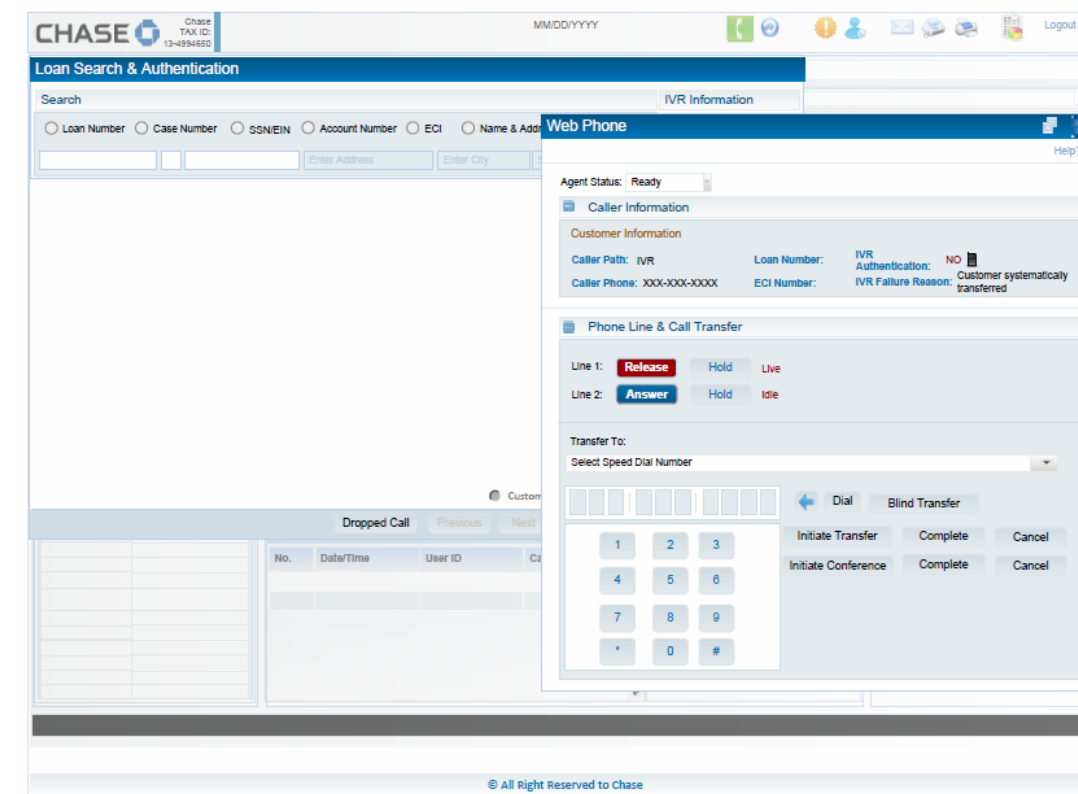 CHASE
Chase
TAX ID:
13-4994650
MM/DD/YYYY
Logout
Loan Search & Authentication
Search
IVR Information
Loan Number
Case Number
SSN/EIN
Account Number
ECI
Name & Addr
Enter Address
Enter City
Web Phone
Help?
Agent Status: Ready
Caller Information
Customer Information
Caller Path: IVR
Loan Number:
IVR
Authentication: NO
Caller Phone: XXX-XXX-XXXX
ECI Number:
IVR Failure Reason: Customer systematically
transferred
Phone Line & Call Transfer
Line 1: Release Hold Live
Line 2: Answer Hold Idle
Transfer To:
Select Speed Dial Number
Dial Blind Transfer
1 2 3
Initiate Transfer Complete Cancel
Initiate Conference Complete Cancel
4 5 6
7 8 9
* 0 #
Custom
Dropped Call Previous Next
No. Date/Time User ID Ca
© All Right Reserved to Chase